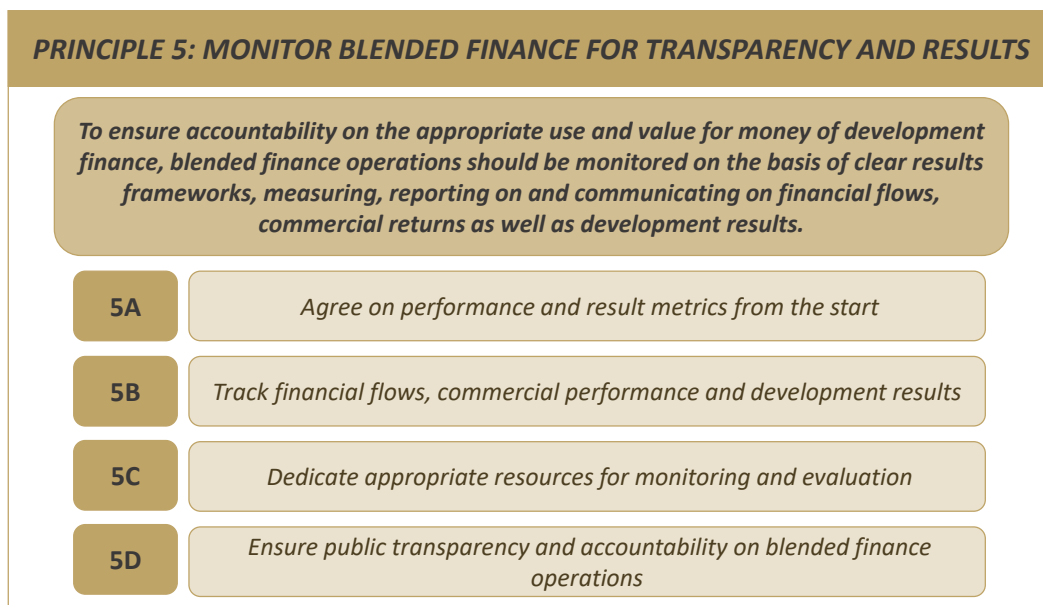 PRINCIPLE 5: MONITOR BLENDED FINANCE FOR TRANSPARENCY AND RESULTS
To ensure accountability on the appropriate use and value for money of development
finance, blended finance operations should be monitored on the basis of clear results
frameworks, measuring, reporting on and communicating on financial flows,
commercial returns as well as development results.
5A
Agree on performance and result metrics from the start
5B
Track financial flows, commercial performance and development results
5C
Dedicate appropriate resources for monitoring and evaluation
5D
Ensure public transparency and accountability on blended finance
operations